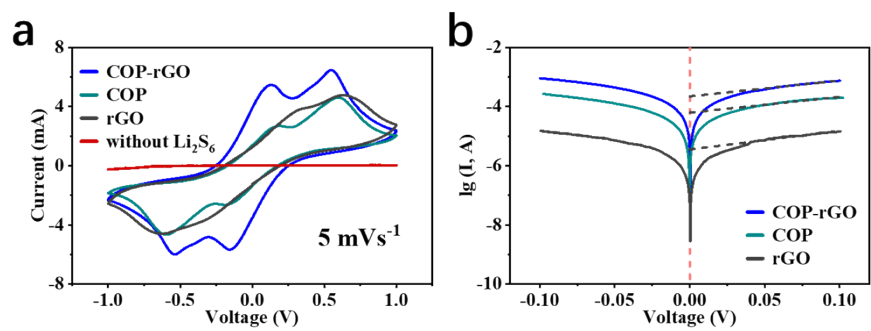 a
Current (mA)
8
4
0
-4
-8
COP-rGO
COP
rGO
without Li₂S₆
5 mVs⁻¹
-1.0 -0.5 0.0 0.5 1.0
Voltage (V)
b
lg (I, A)
-2
-4
-6
-8
-10
COP-rGO
COP
rGO
-0.10 -0.05 0.00 0.05 0.10
Voltage (V)